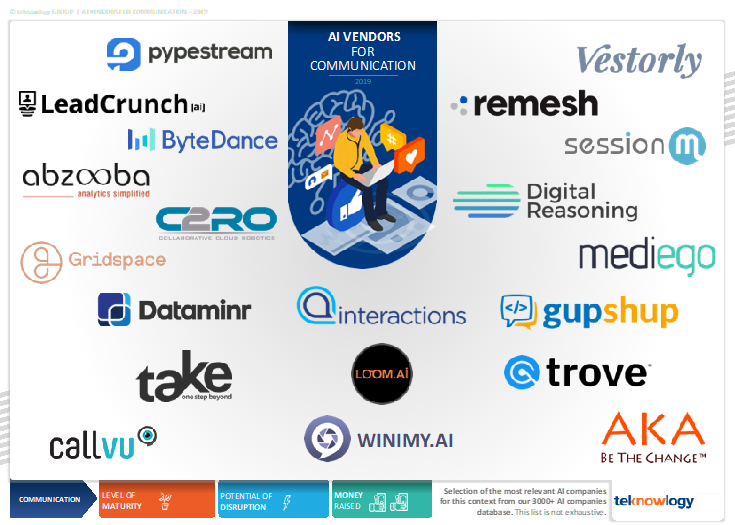 © teknowlogy GROUP | AI VENDORS FOR COMMUNICATION – 2019
AI VENDORS
FOR
COMMUNICATION
2019
pypestream
Vestorly
LeadCrunch [ai]
remesh
ByteDance
session m
abzooba
analytics simplified
Digital
Reasoning
C2RO
COLLABORATIVE CLOUD ROBOTICS
Gridspace
mediego
Dataminr
interactions
</> gupshup
take
one step beyond
LOOM.Ai
trove™
callvu
WINIMY.AI
AKA
BE THE CHANGE™
COMMUNICATION
LEVEL OF
MATURITY
POTENTIAL OF
DISRUPTION
MONEY
RAISED
Selection of the most relevant AI companies
for this context from our 3000+ AI companies
database. This list is not exhaustive.
teknowlogy